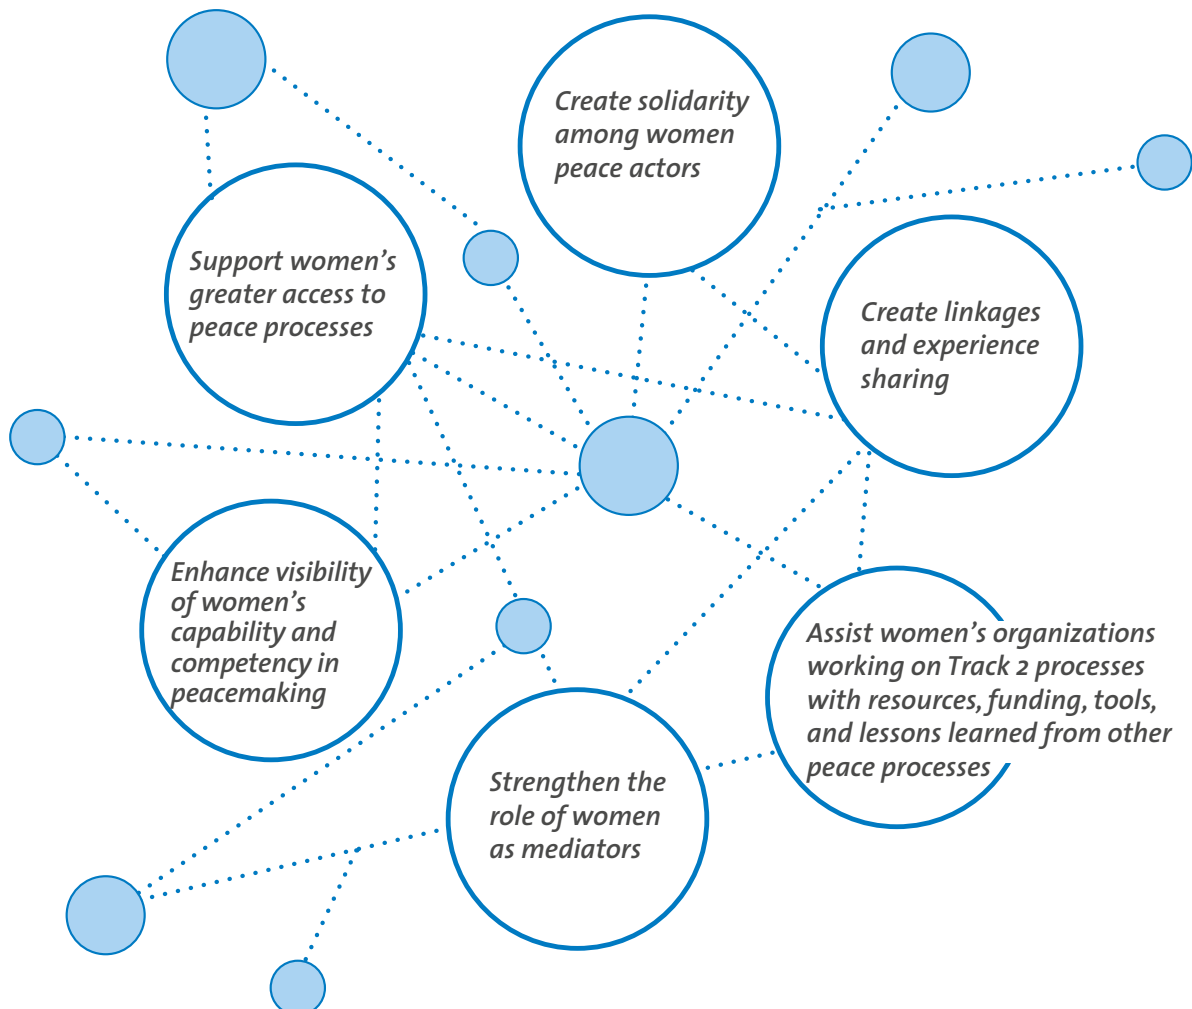 Create solidarity
among women
peace actors
Support women's
greater access to
peace processes
Create linkages
and experience
sharing
Enhance visibility
of women's
capability and
competency in
peacemaking
Assist women's organizations
working on Track 2 processes
with resources, funding, tools,
and lessons learned from other
peace processes
Strengthen the
role of women
as mediators